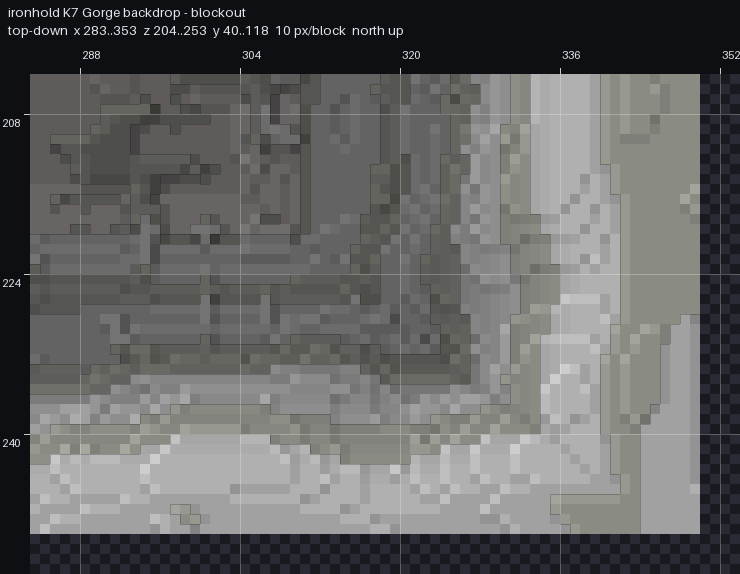 ironhold K7 Gorge backdrop - blockout
top-down  x 283..353  z 204..253  y 40..118  10 px/block  north up
288 304 320 336 352
208
224
240